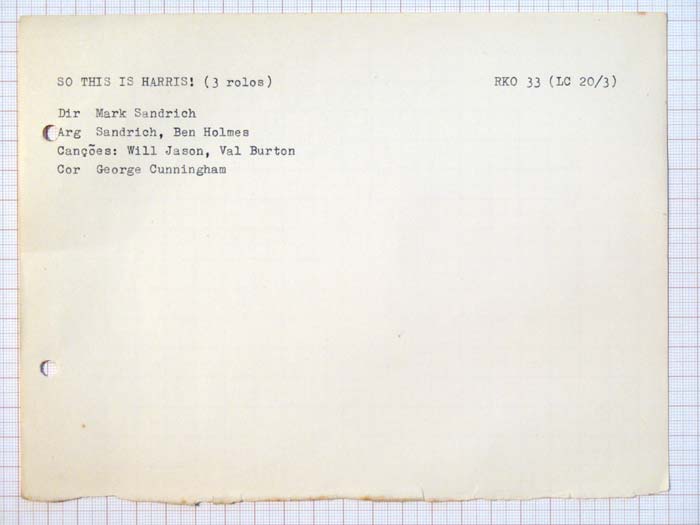 SO THIS IS HARRIS! (3 rolos) RKO 33 (LC 20/3)
Dir Mark Sandrich
Arg Sandrich, Ben Holmes
Canções: Will Jason, Val Burton
Cor George Cunningham